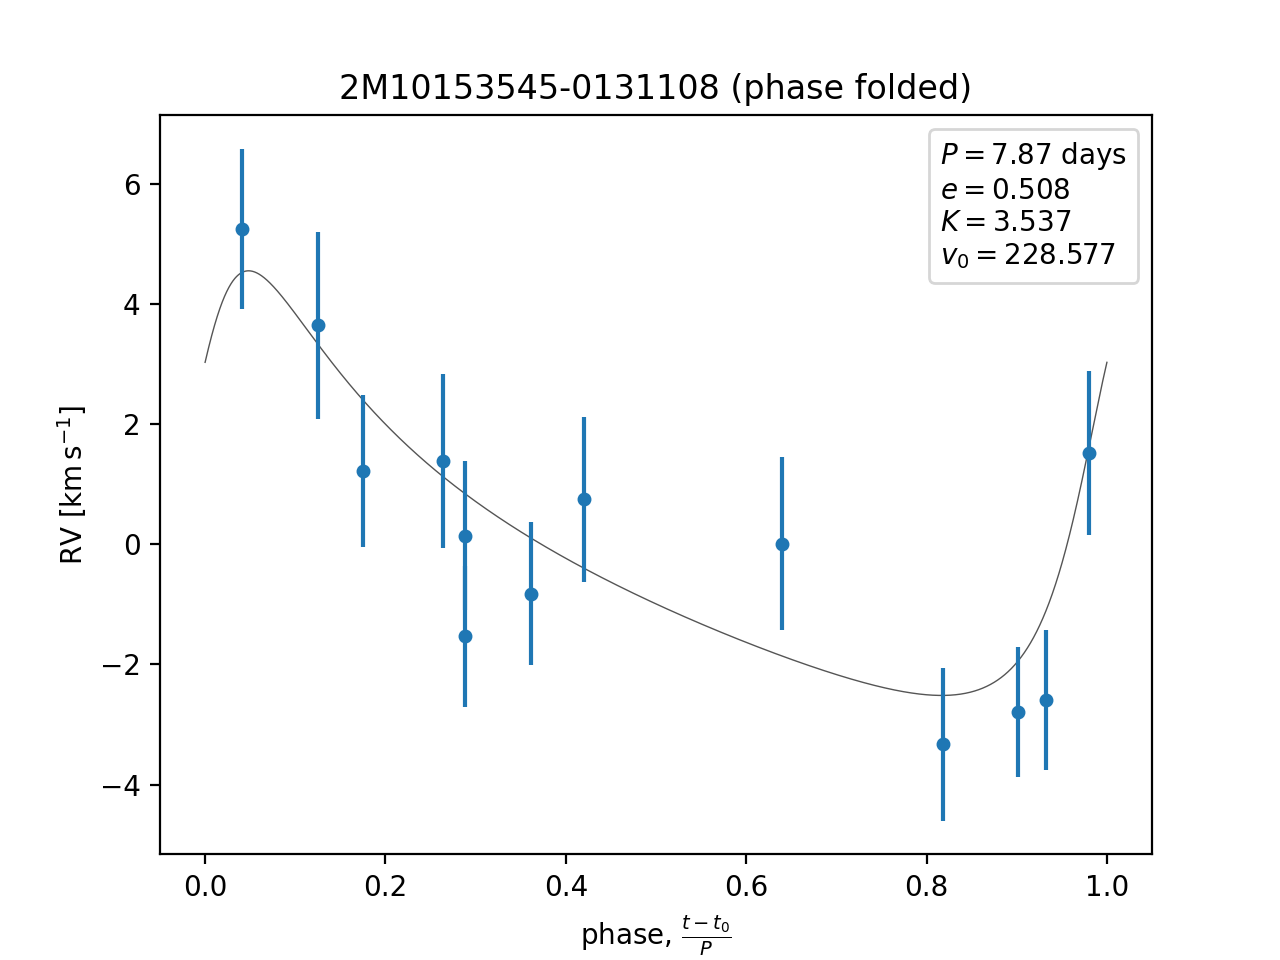 2M10153545-0131108 (phase folded)
P = 7.87 days
e = 0.508
K = 3.537
v₀ = 228.577
RV [km s⁻¹]
6
4
2
0
−2
−4
0.0 0.2 0.4 0.6 0.8 1.0
phase, (t − t₀)/P